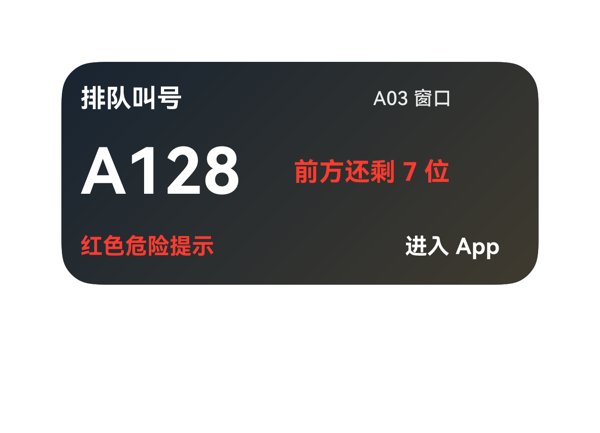 排队叫号
A03 窗口
A128
前方还剩 7 位
红色危险提示
进入 App